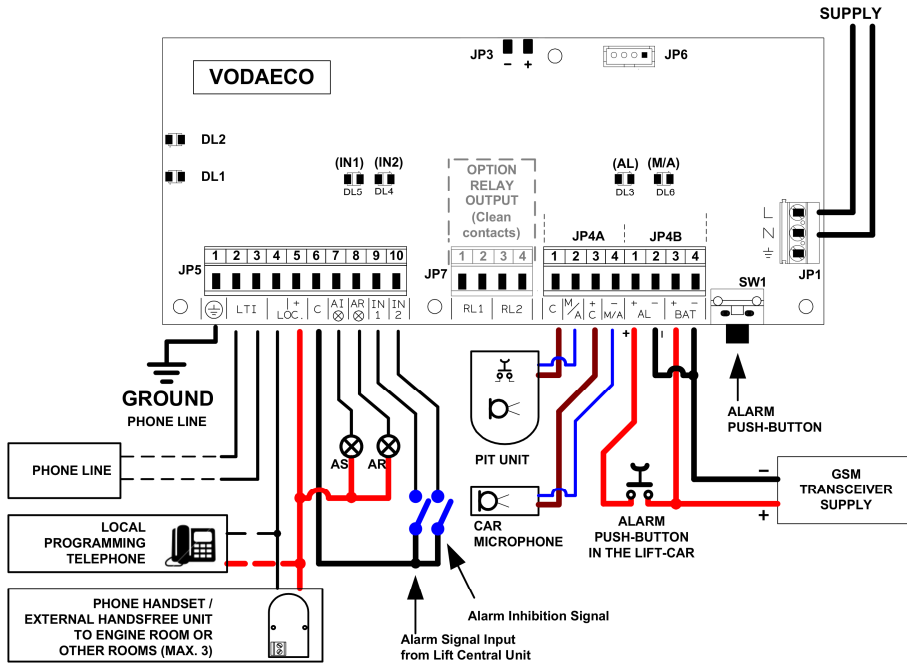 SUPPLY
VODAECO
JP3
- +
JP6
DL2
DL1
(IN1) (IN2)
DL5 DL4
OPTION
RELAY
OUTPUT
(Clean
contacts)
(AL) (M/A)
DL3 DL6
L
N
JP1
JP5
1 2 3 4 5 6 7 8 9 10
LTI + LOC. C AI AR IN 1 IN 2
JP7
1 2 3 4
RL1 RL2
JP4A JP4B
1 2 3 4 1 2 3 4
C M/A + C - M/A + AL - + BAT -
SW1
+ -
GROUND
PHONE LINE
PHONE LINE
AS AR
LOCAL
PROGRAMMING
TELEPHONE
PHONE HANDSET /
EXTERNAL HANDSFREE UNIT
TO ENGINE ROOM OR
OTHER ROOMS (MAX. 3)
PIT UNIT
CAR
MICROPHONE
ALARM
PUSH-BUTTON
IN THE LIFT-CAR
ALARM
PUSH-BUTTON
-
+
GSM
TRANSCEIVER
SUPPLY
Alarm Inhibition Signal
Alarm Signal Input
from Lift Central Unit